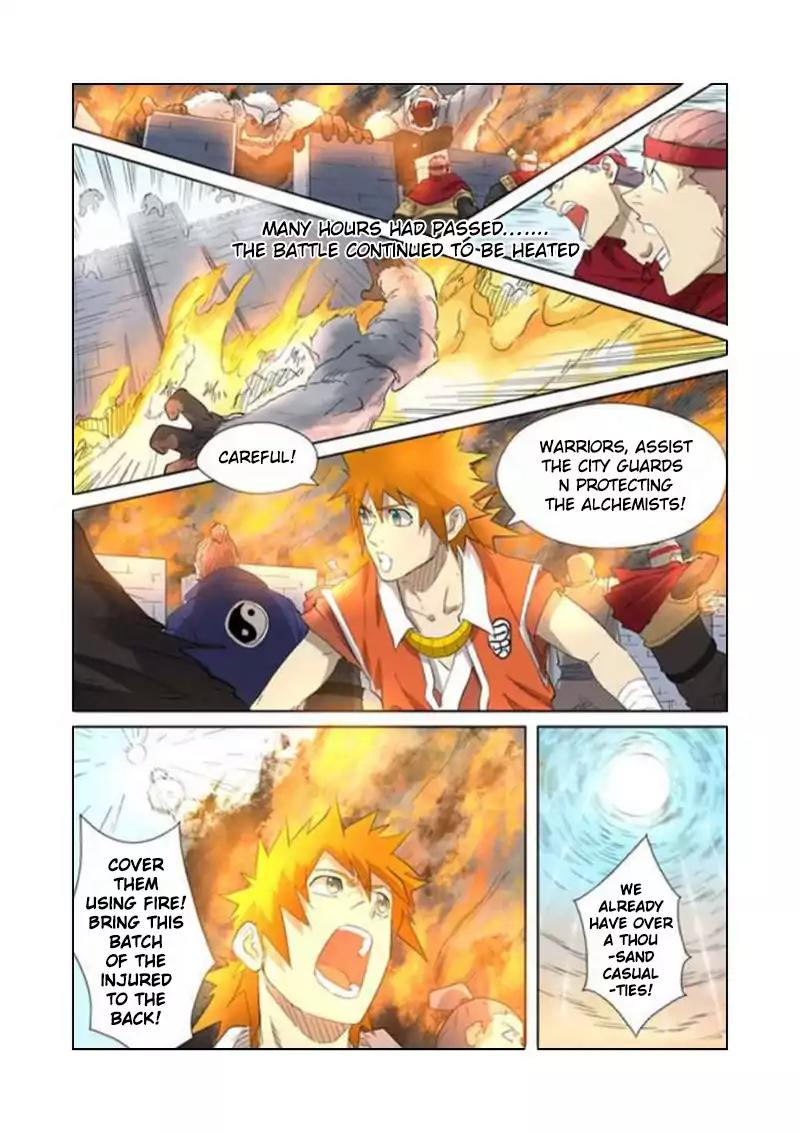 MANY HOURS HAD PASSED.......
THE BATTLE CONTINUED TO BE HEATED
CAREFUL!
WARRIORS, ASSIST
THE CITY GUARDS
N PROTECTING
THE ALCHEMISTS!
COVER
THEM
USING FIRE!
BRING THIS
BATCH
OF THE
INJURED
TO THE
BACK!
WE
ALREADY
HAVE OVER
A THOU
-SAND
CASUAL
-TIES!